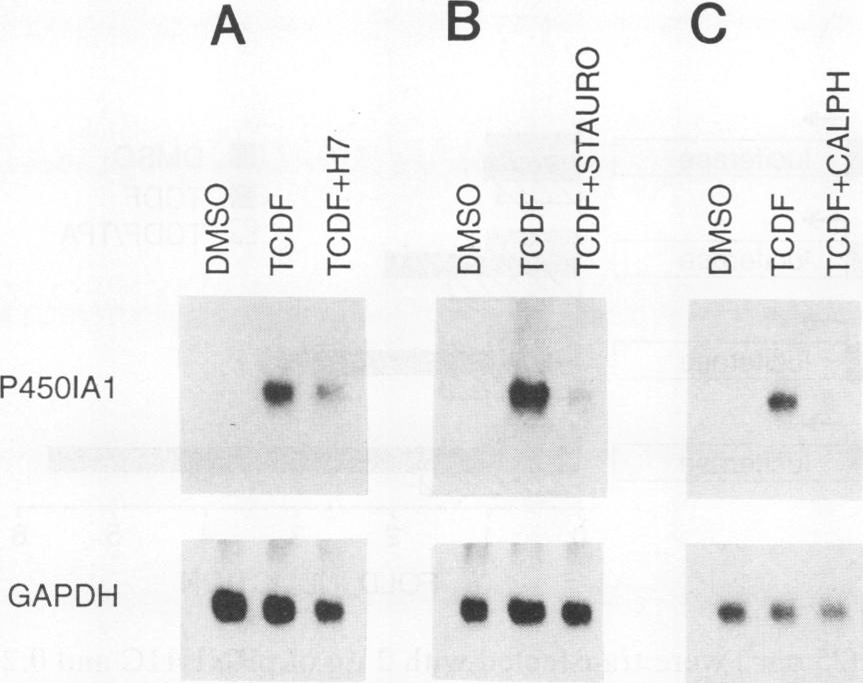 A
B
C
DMSO
TCDF
TCDF+H7
DMSO
TCDF
TCDF+STAURO
DMSO
TCDF
TCDF+CALPH
P450IA1
GAPDH